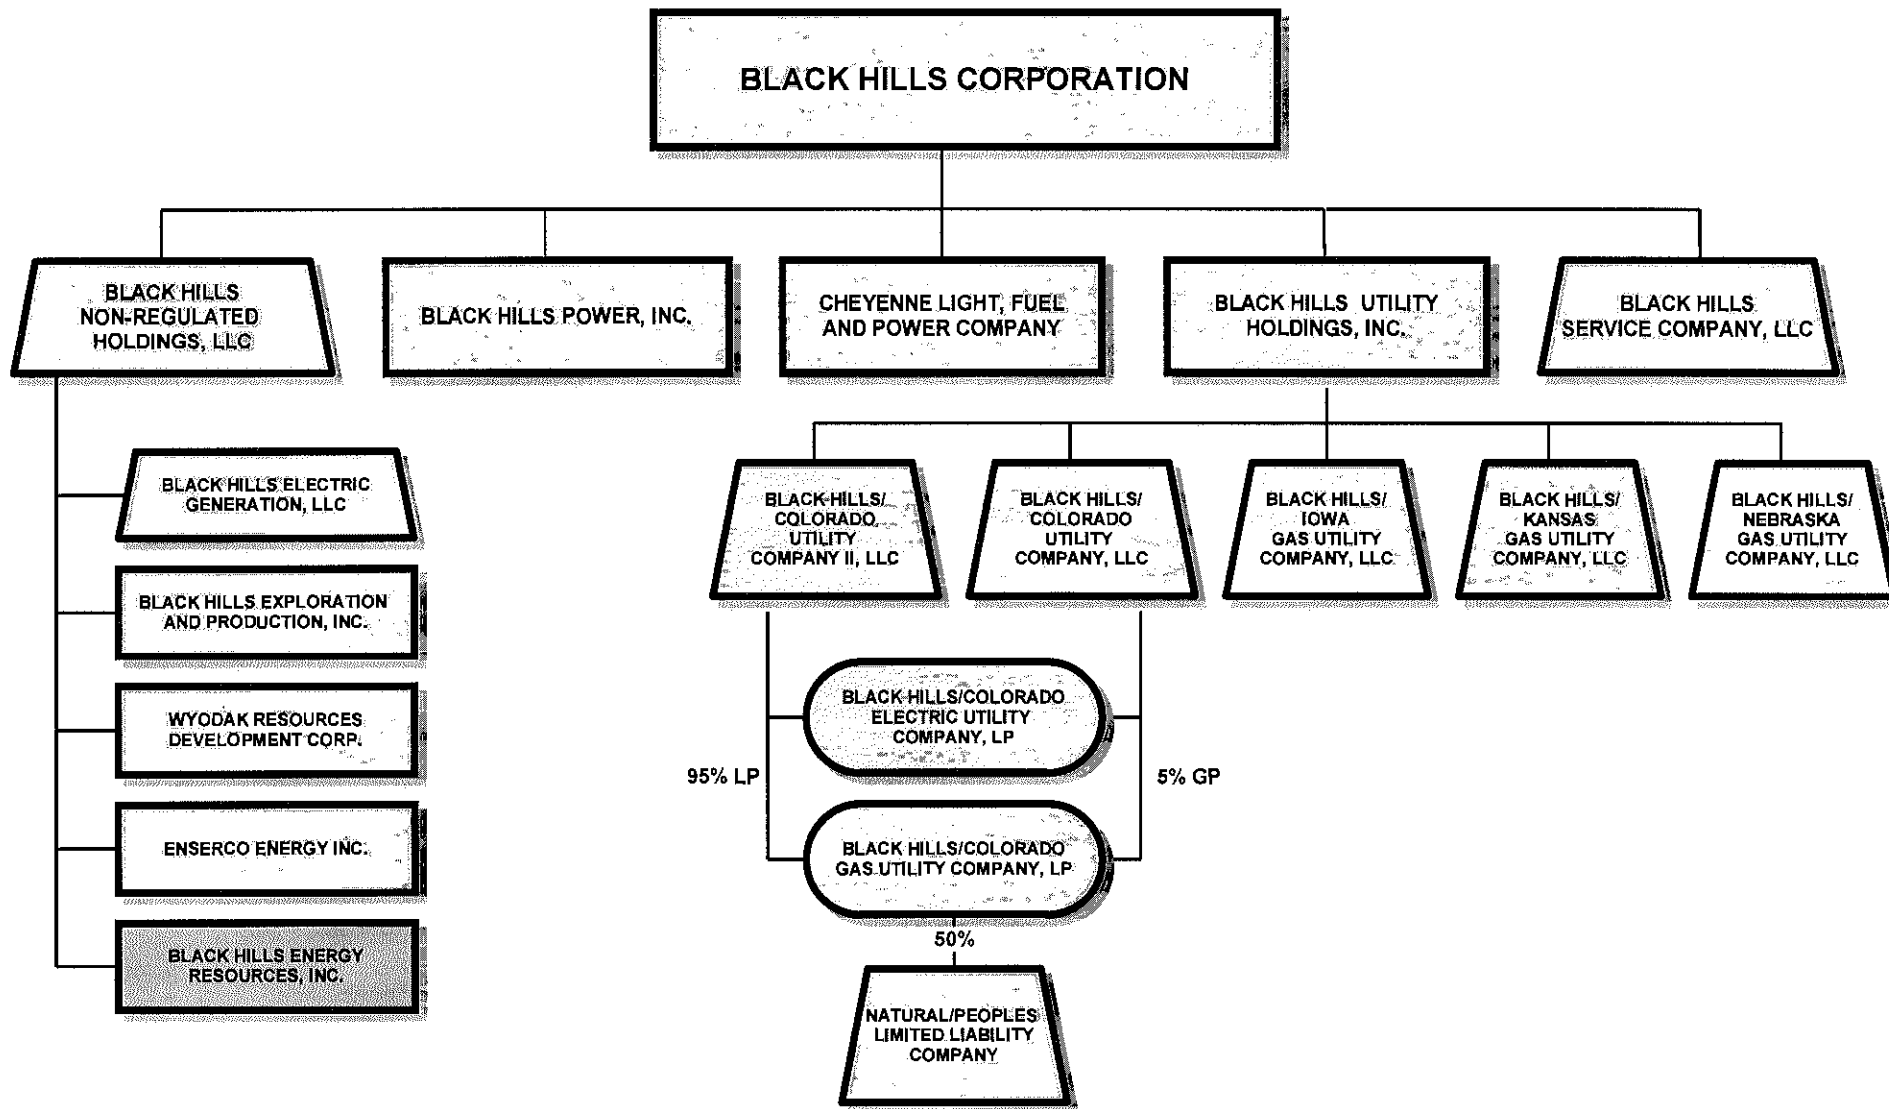 BLACK HILLS CORPORATION
BLACK HILLS
NON-REGULATED
HOLDINGS, LLC
BLACK HILLS POWER, INC.
CHEYENNE LIGHT, FUEL
AND POWER COMPANY
BLACK HILLS UTILITY
HOLDINGS, INC.
BLACK HILLS
SERVICE COMPANY, LLC
BLACK HILLS ELECTRIC
GENERATION, LLC
BLACK HILLS EXPLORATION
AND PRODUCTION, INC.
WYODAK RESOURCES
DEVELOPMENT CORP.
ENSERCO ENERGY INC.
BLACK HILLS ENERGY
RESOURCES, INC.
BLACK HILLS/
COLORADO
UTILITY
COMPANY II, LLC
BLACK HILLS/
COLORADO
UTILITY
COMPANY, LLC
BLACK HILLS/
IOWA
GAS UTILITY
COMPANY, LLC
BLACK HILLS/
KANSAS
GAS UTILITY
COMPANY, LLC
BLACK HILLS/
NEBRASKA
GAS UTILITY
COMPANY, LLC
BLACK HILLS/COLORADO
ELECTRIC UTILITY
COMPANY, LP
95% LP
5% GP
BLACK HILLS/COLORADO
GAS UTILITY COMPANY, LP
50%
NATURAL/PEOPLES
LIMITED LIABILITY
COMPANY